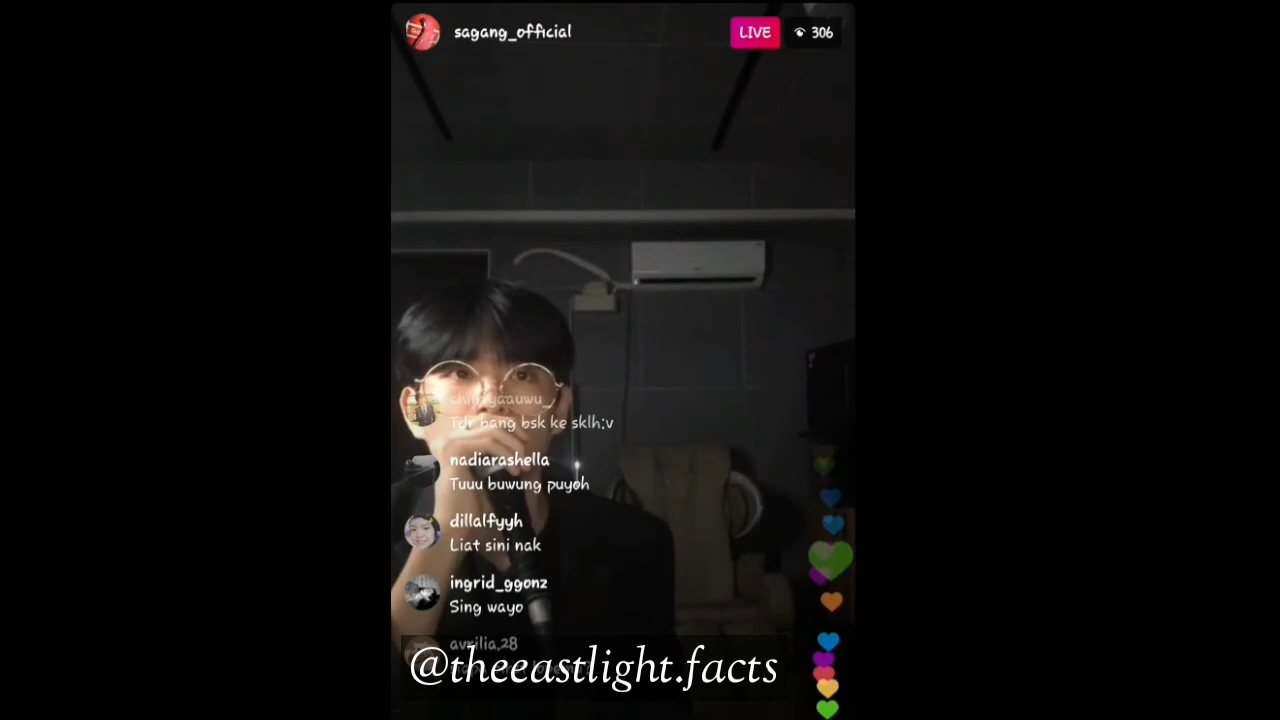 sagang_official
LIVE
306
Tdr bang bsk ke sklh:v
nadiarashella
Tuuu buwung puyoh
dillalfyyh
Liat sini nak
ingrid_ggonz
Sing wayo
avrilia.28
@theeastlight.facts